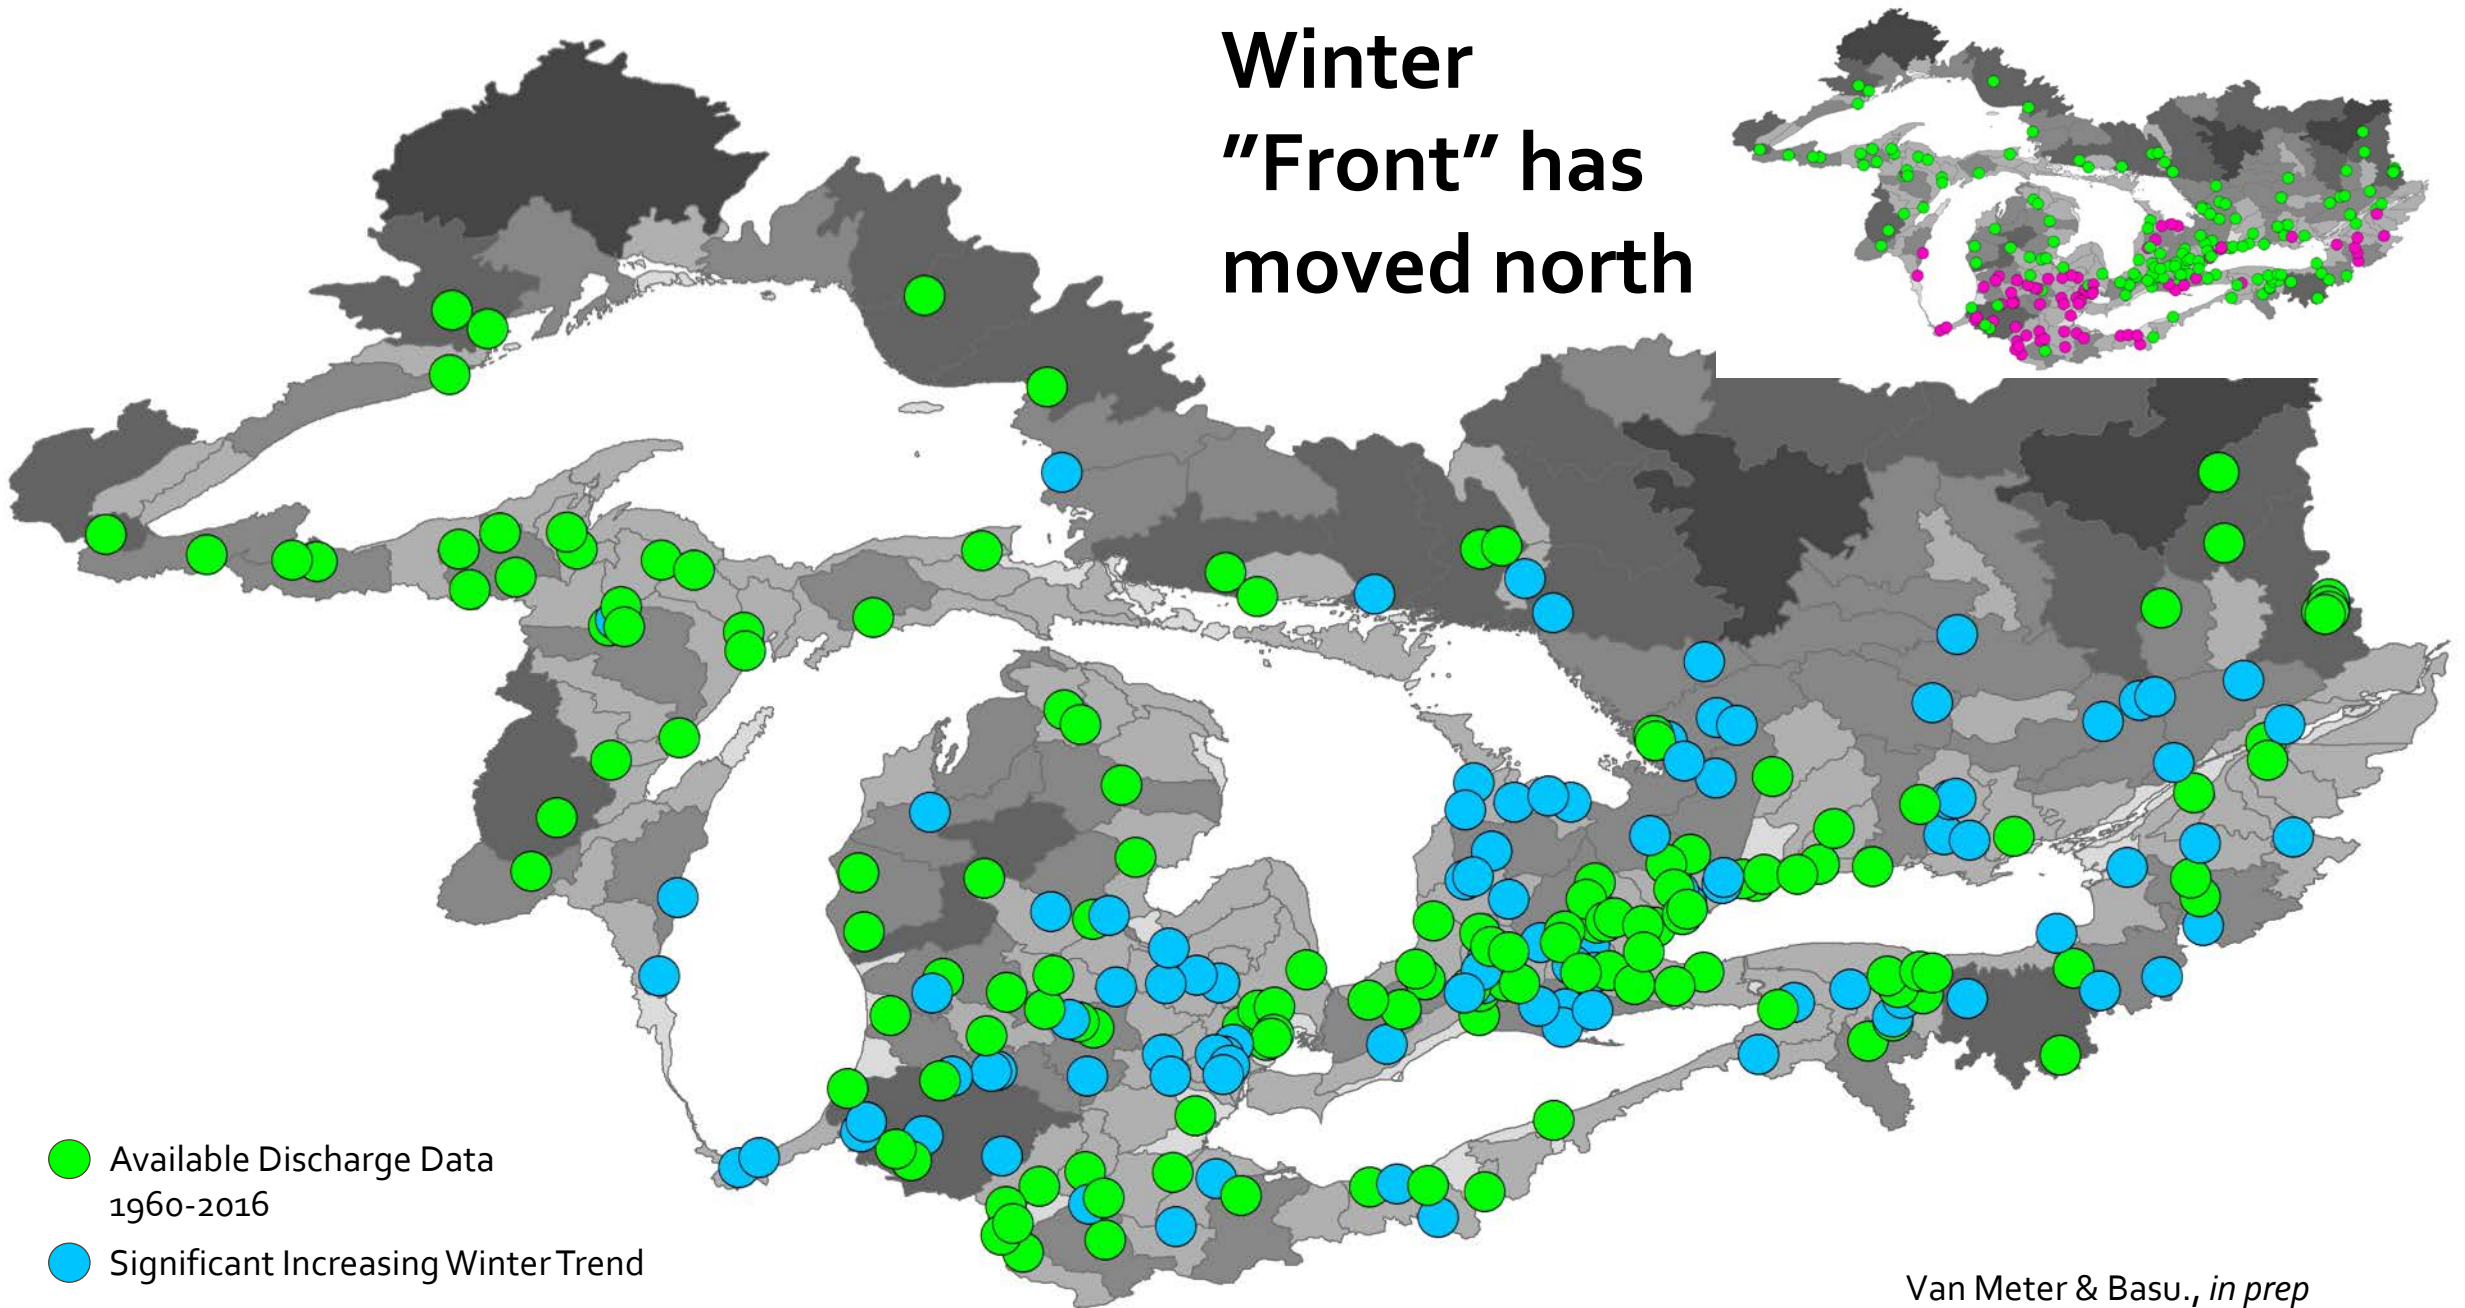 Winter
"Front" has
moved north
Available Discharge Data
1960-2016
Significant Increasing Winter Trend
Van Meter & Basu., in prep